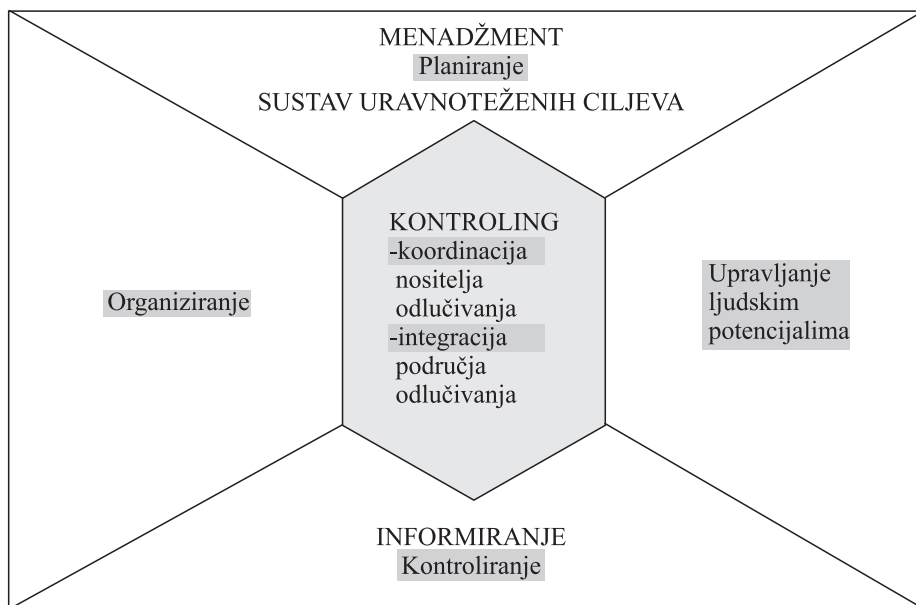 MENADŽMENT
Planiranje
SUSTAV URAVNOTEŽENIH CILJEVA
KONTROLING
-koordinacija
nositelja
odlučivanja
-integracija
područja
odlučivanja
Organiziranje
Upravljanje
ljudskim
potencijalima
INFORMIRANJE
Kontroliranje